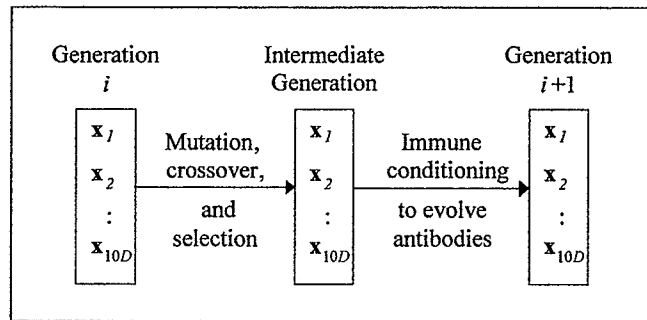 Generation
i
Intermediate
Generation
Generation
i+1
x1
x2
:
x10D
Mutation,
crossover,
and
selection
x1
x2
:
x10D
Immune
conditioning
to evolve
antibodies
x1
x2
:
x10D